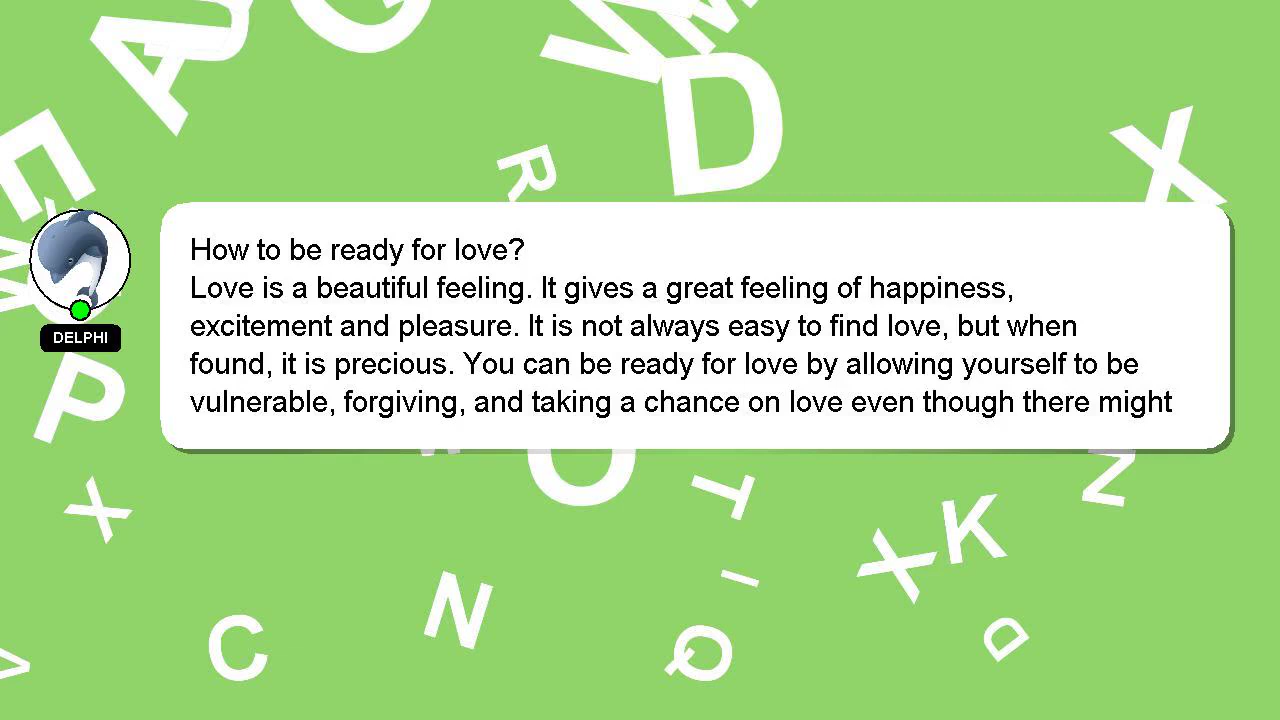 How to be ready for love?
Love is a beautiful feeling. It gives a great feeling of happiness,
excitement and pleasure. It is not always easy to find love, but when
found, it is precious. You can be ready for love by allowing yourself to be
vulnerable, forgiving, and taking a chance on love even though there might
DELPHI
A
G
M
D
R
X
E
P
X
T
N
K
X
I
N
C
Q
D
V